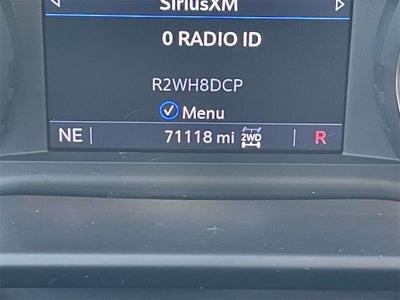 SiriusXM
0 RADIO ID
R2WH8DCP
Menu
NE 71118 mi 2WD R